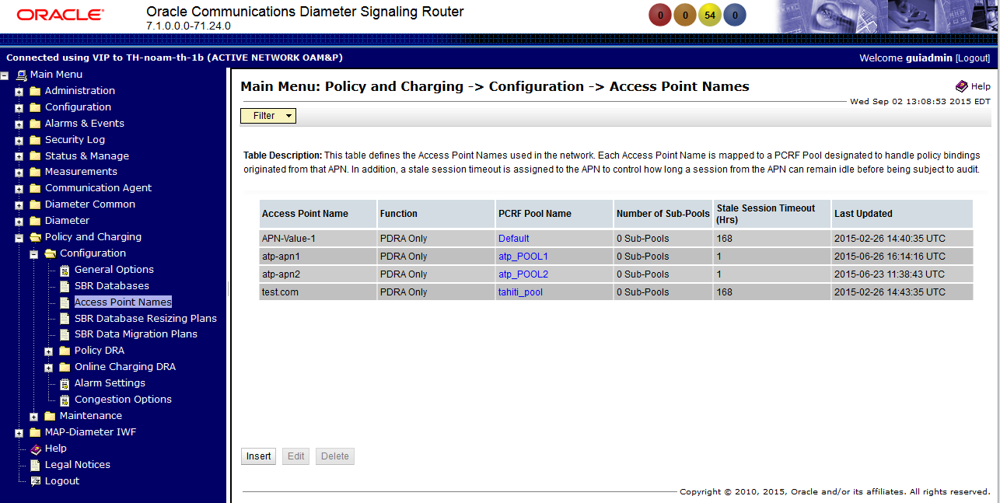 ORACLE®
Oracle Communications Diameter Signaling Router
7.1.0.0.0-71.24.0
0 0 54 0
Connected using VIP to TH-noam-th-1b (ACTIVE NETWORK OAM&P)
Welcome guiadmin [Logout]
Main Menu
Administration
Configuration
Alarms & Events
Security Log
Status & Manage
Measurements
Communication Agent
Diameter Common
Diameter
Policy and Charging
Configuration
General Options
SBR Databases
Access Point Names
SBR Database Resizing Plans
SBR Data Migration Plans
Policy DRA
Online Charging DRA
Alarm Settings
Congestion Options
Maintenance
MAP-Diameter IWF
Help
Legal Notices
Logout
Main Menu: Policy and Charging -> Configuration -> Access Point Names
Help
Wed Sep 02 13:08:53 2015 EDT
Filter
Table Description: This table defines the Access Point Names used in the network. Each Access Point Name is mapped to a PCRF Pool designated to handle policy bindings
originated from that APN. In addition, a stale session timeout is assigned to the APN to control how long a session from the APN can remain idle before being subject to audit.
Access Point Name Function PCRF Pool Name Number of Sub-Pools Stale Session Timeout (Hrs) Last Updated
APN-Value-1 PDRA Only Default 0 Sub-Pools 168 2015-02-26 14:40:35 UTC
atp-apn1 PDRA Only atp_POOL1 0 Sub-Pools 1 2015-06-26 16:14:16 UTC
atp-apn2 PDRA Only atp_POOL2 0 Sub-Pools 1 2015-06-23 11:38:43 UTC
test.com PDRA Only tahiti_pool 0 Sub-Pools 168 2015-02-26 14:43:35 UTC
Insert Edit Delete
Copyright © 2010, 2015, Oracle and/or its affiliates. All rights reserved.